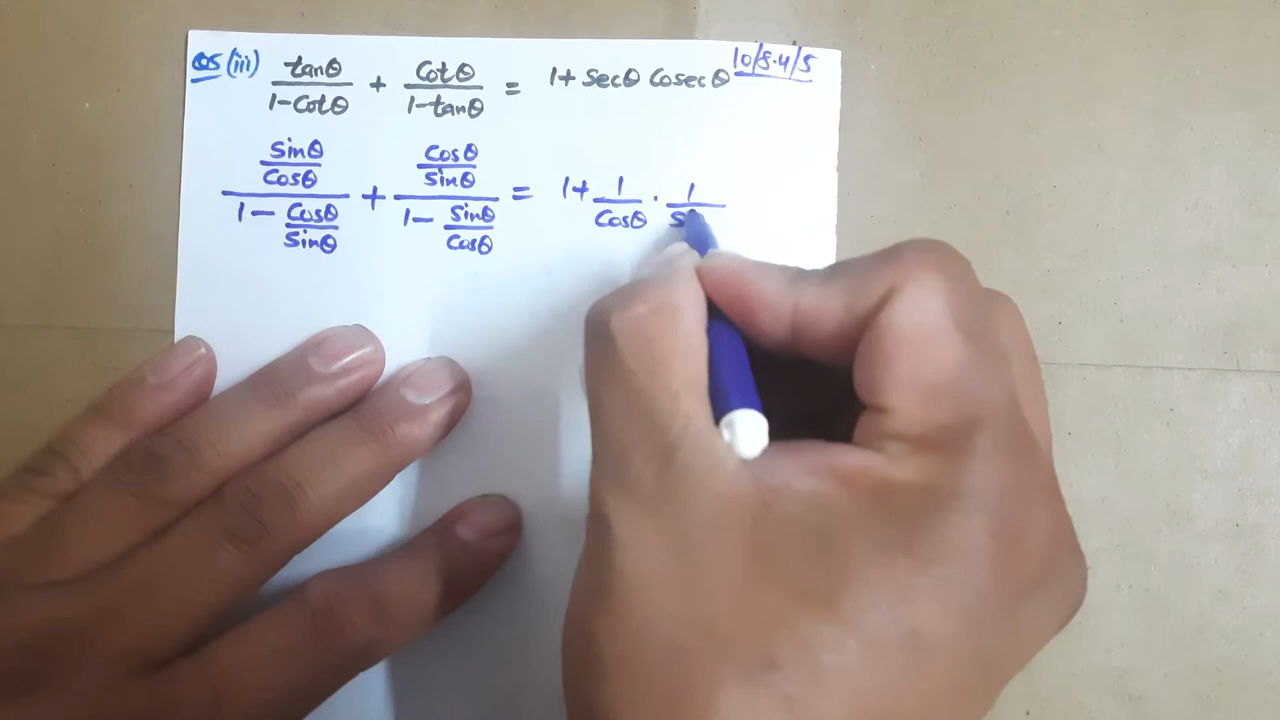 Q5 (iii) tanθ/1-Cotθ + Cotθ/1-tanθ = 1+ secθ Cosec θ 10/8.4/5
Sinθ/Cosθ/1- Cosθ/Sinθ + Cosθ/Sinθ/1- Sinθ/Cosθ = 1+ 1/Cosθ . 1/